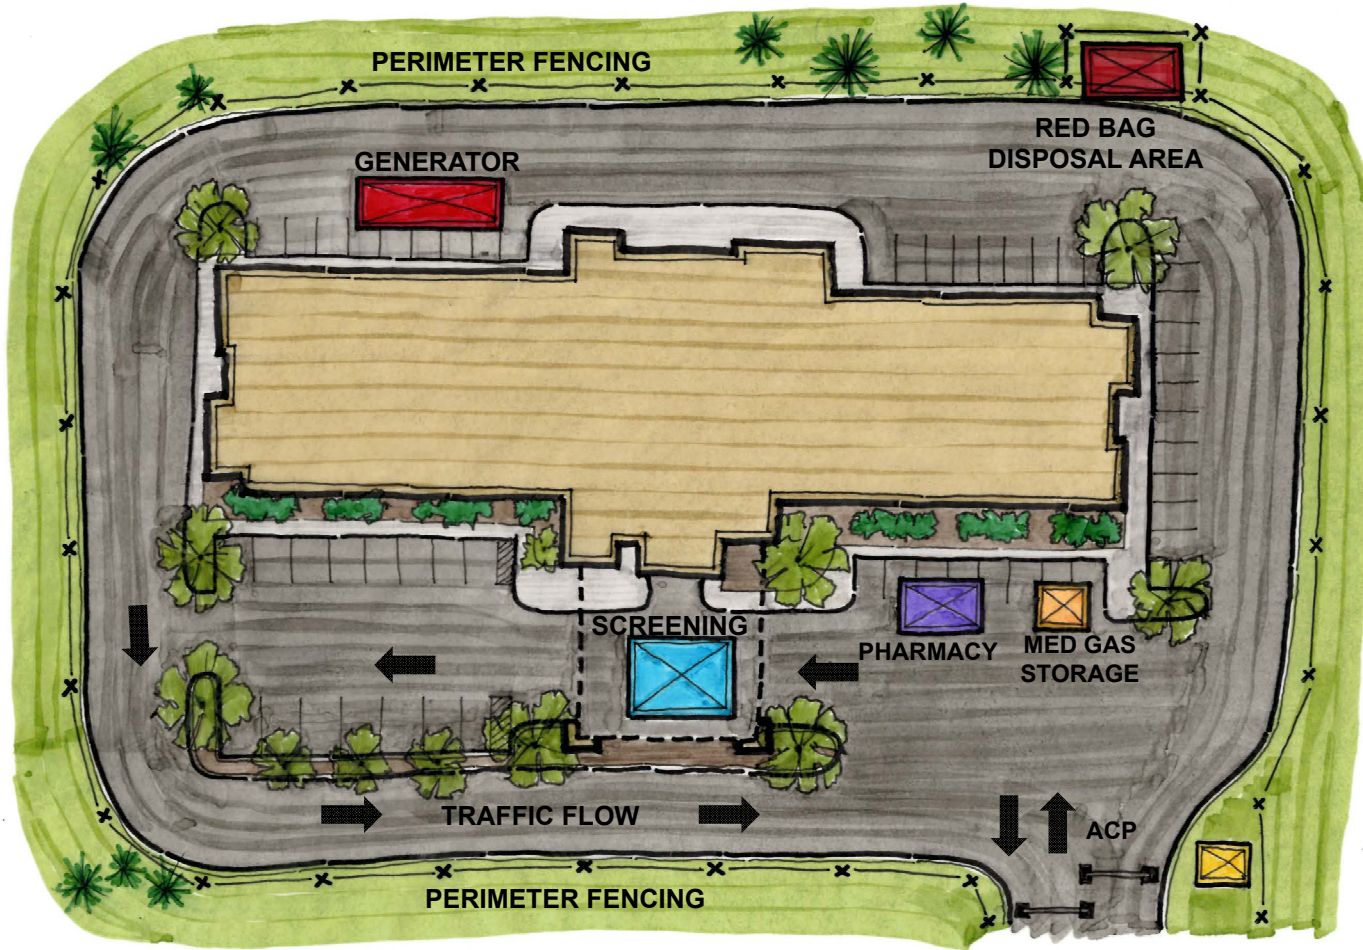 PERIMETER FENCING
RED BAG
DISPOSAL AREA
GENERATOR
SCREENING
PHARMACY
MED GAS
STORAGE
TRAFFIC FLOW
ACP
PERIMETER FENCING